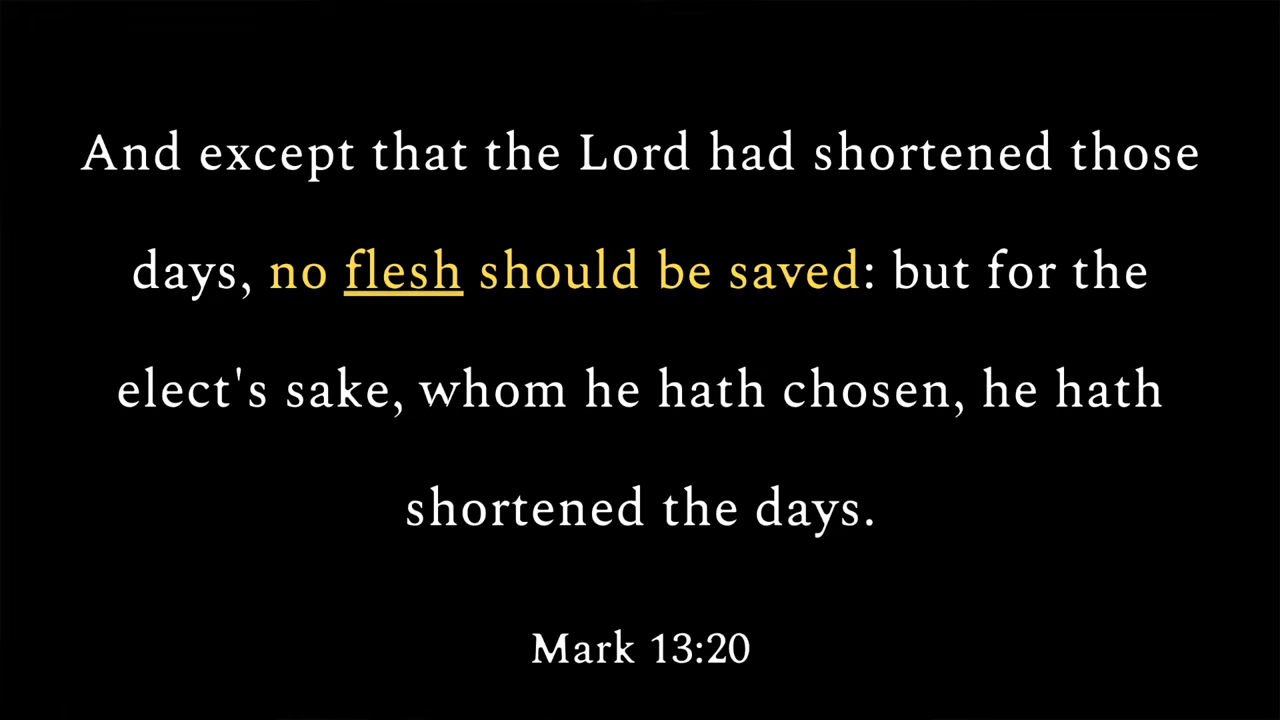 And except that the Lord had shortened those
days, no flesh should be saved: but for the
elect's sake, whom he hath chosen, he hath
shortened the days.
Mark 13:20